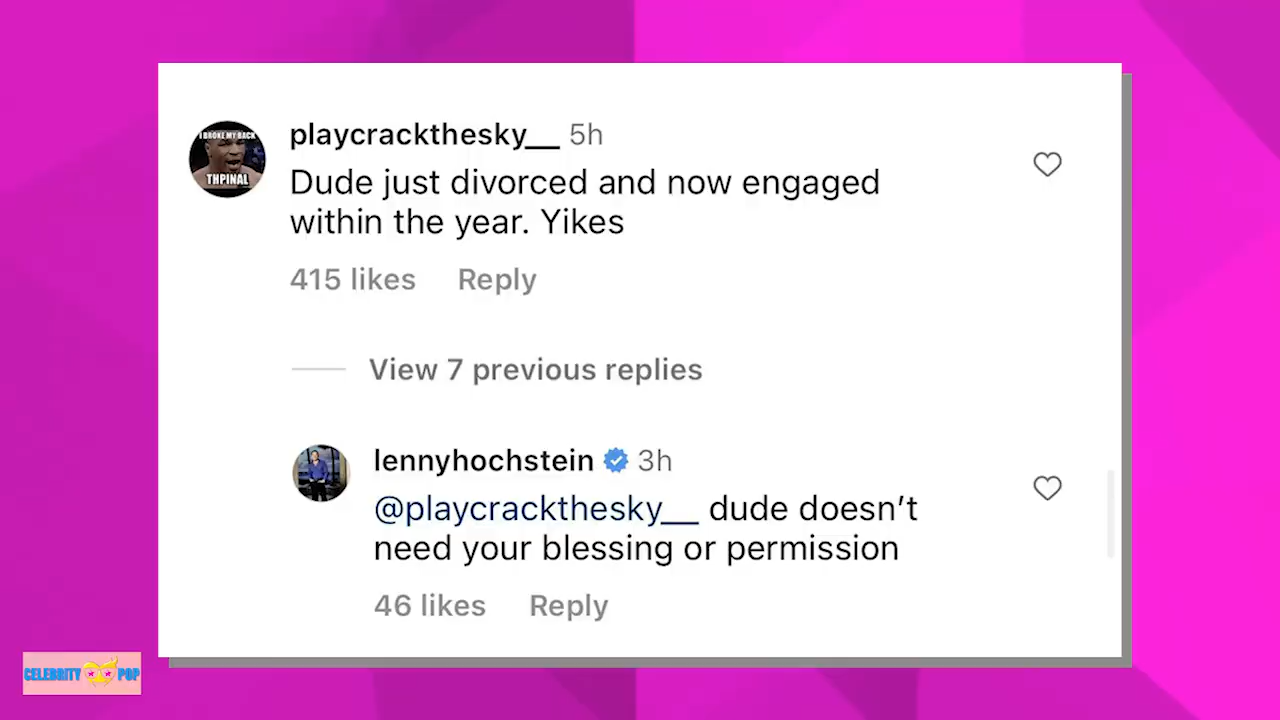 I BROKE MY BACK
THPINAL
playcrackthesky__ 5h
Dude just divorced and now engaged
within the year. Yikes
415 likes Reply
View 7 previous replies
lennyhochstein 3h
@playcrackthesky__ dude doesn’t
need your blessing or permission
46 likes Reply
CELEBRITY POP